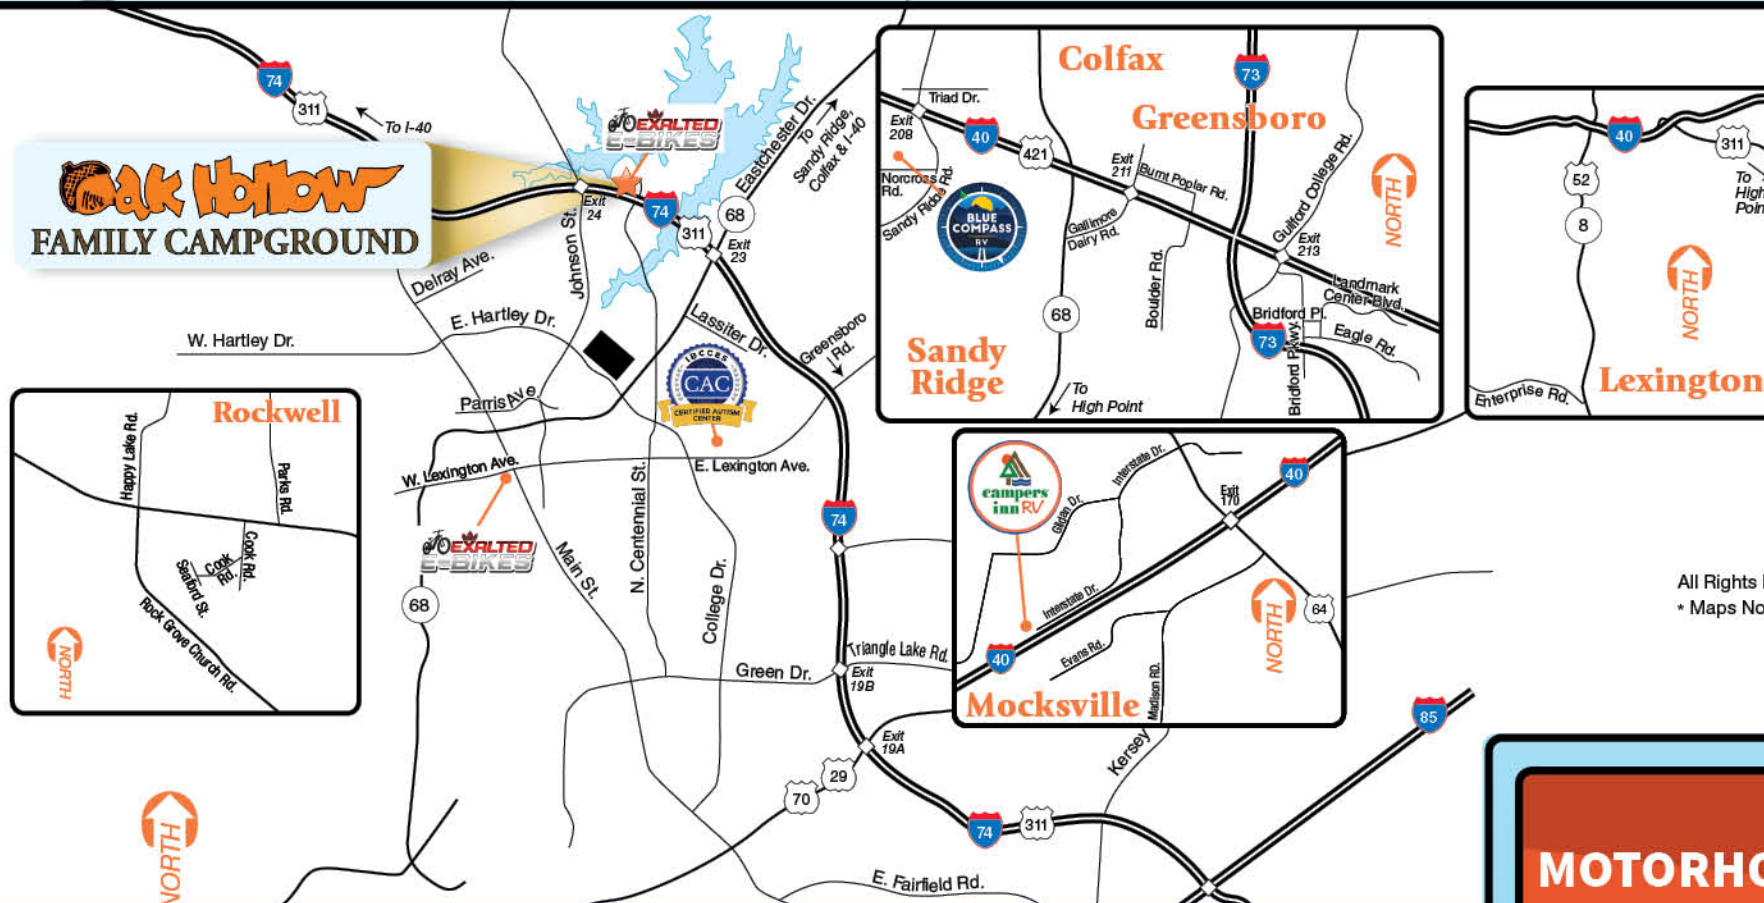 74
311
To I-40
Oak Hollow
FAMILY CAMPGROUND
EXALTED
E-BIKES
Exit
24
74
311
Exit
23
68
Eastchester Dr.
To
Sandy Ridge,
Colfax & I-40
Johnson St.
Delray Ave.
E. Hartley Dr.
W. Hartley Dr.
Lassiter Dr.
Greensboro
Rd.
IBCCES
CAC
CERTIFIED AUTISM
CENTER
Parris Ave.
W. Lexington Ave.
E. Lexington Ave.
EXALTED
E-BIKES
68
Main St.
N. Centennial St.
College Dr.
74
Green Dr.
Triangle Lake Rd.
Exit
19B
Exit
19A
29
70
74
311
Kersey
85
E. Fairfield Rd.
NORTH
Rockwell
Happy Lake Rd.
Parks Rd.
Cook Rd.
Cook
Rd.
Seaford St.
Rock Grove Church Rd.
NORTH
Colfax
Greensboro
73
Triad Dr.
Exit
208
40
421
Exit
211
Burnt Poplar Rd.
Guilford College Rd.
NORTH
Norcross
Rd.
Sandy Ridge Rd.
BLUE
COMPASS
RV
Gallimore
Dairy Rd.
Boulder Rd.
Exit
213
Landmark
Center Blvd.
Bridford Pl.
Eagle Rd.
Bridford Pkwy.
73
68
Sandy
Ridge
To
High Point
40
311
To
52
8
NORTH
Lexington
Enterprise Rd.
campers
inn RV
Interstate Dr.
Gildan Dr.
Exit
170
40
Interstate Dr.
40
Evans Rd.
Madison RD.
64
NORTH
Mocksville
All Rights
* Maps No
MOTORHO